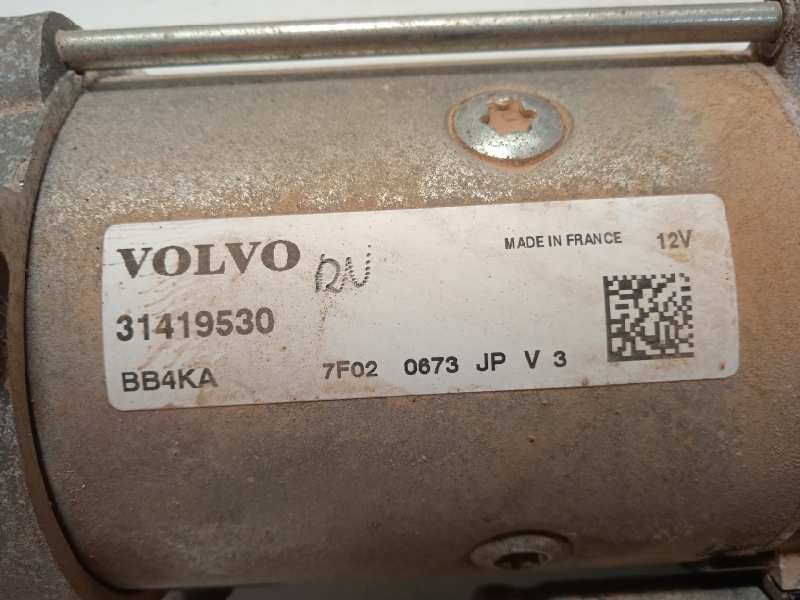 VOLVO
MADE IN FRANCE 12V
31419530
BB4KA 7F02 0673 JP V 3